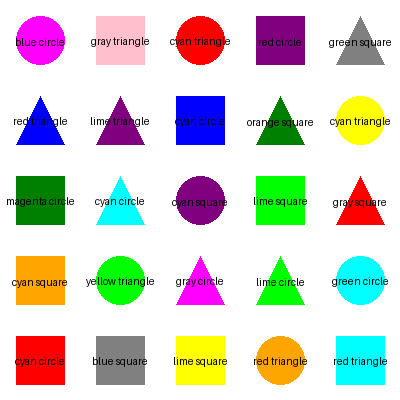 blue circle gray triangle cyan triangle red circle green square
red triangle lime triangle cyan circle orange square cyan triangle
magenta circle cyan circle cyan square lime square gray square
cyan square yellow triangle gray circle lime circle green circle
cyan circle blue square lime square red triangle red triangle